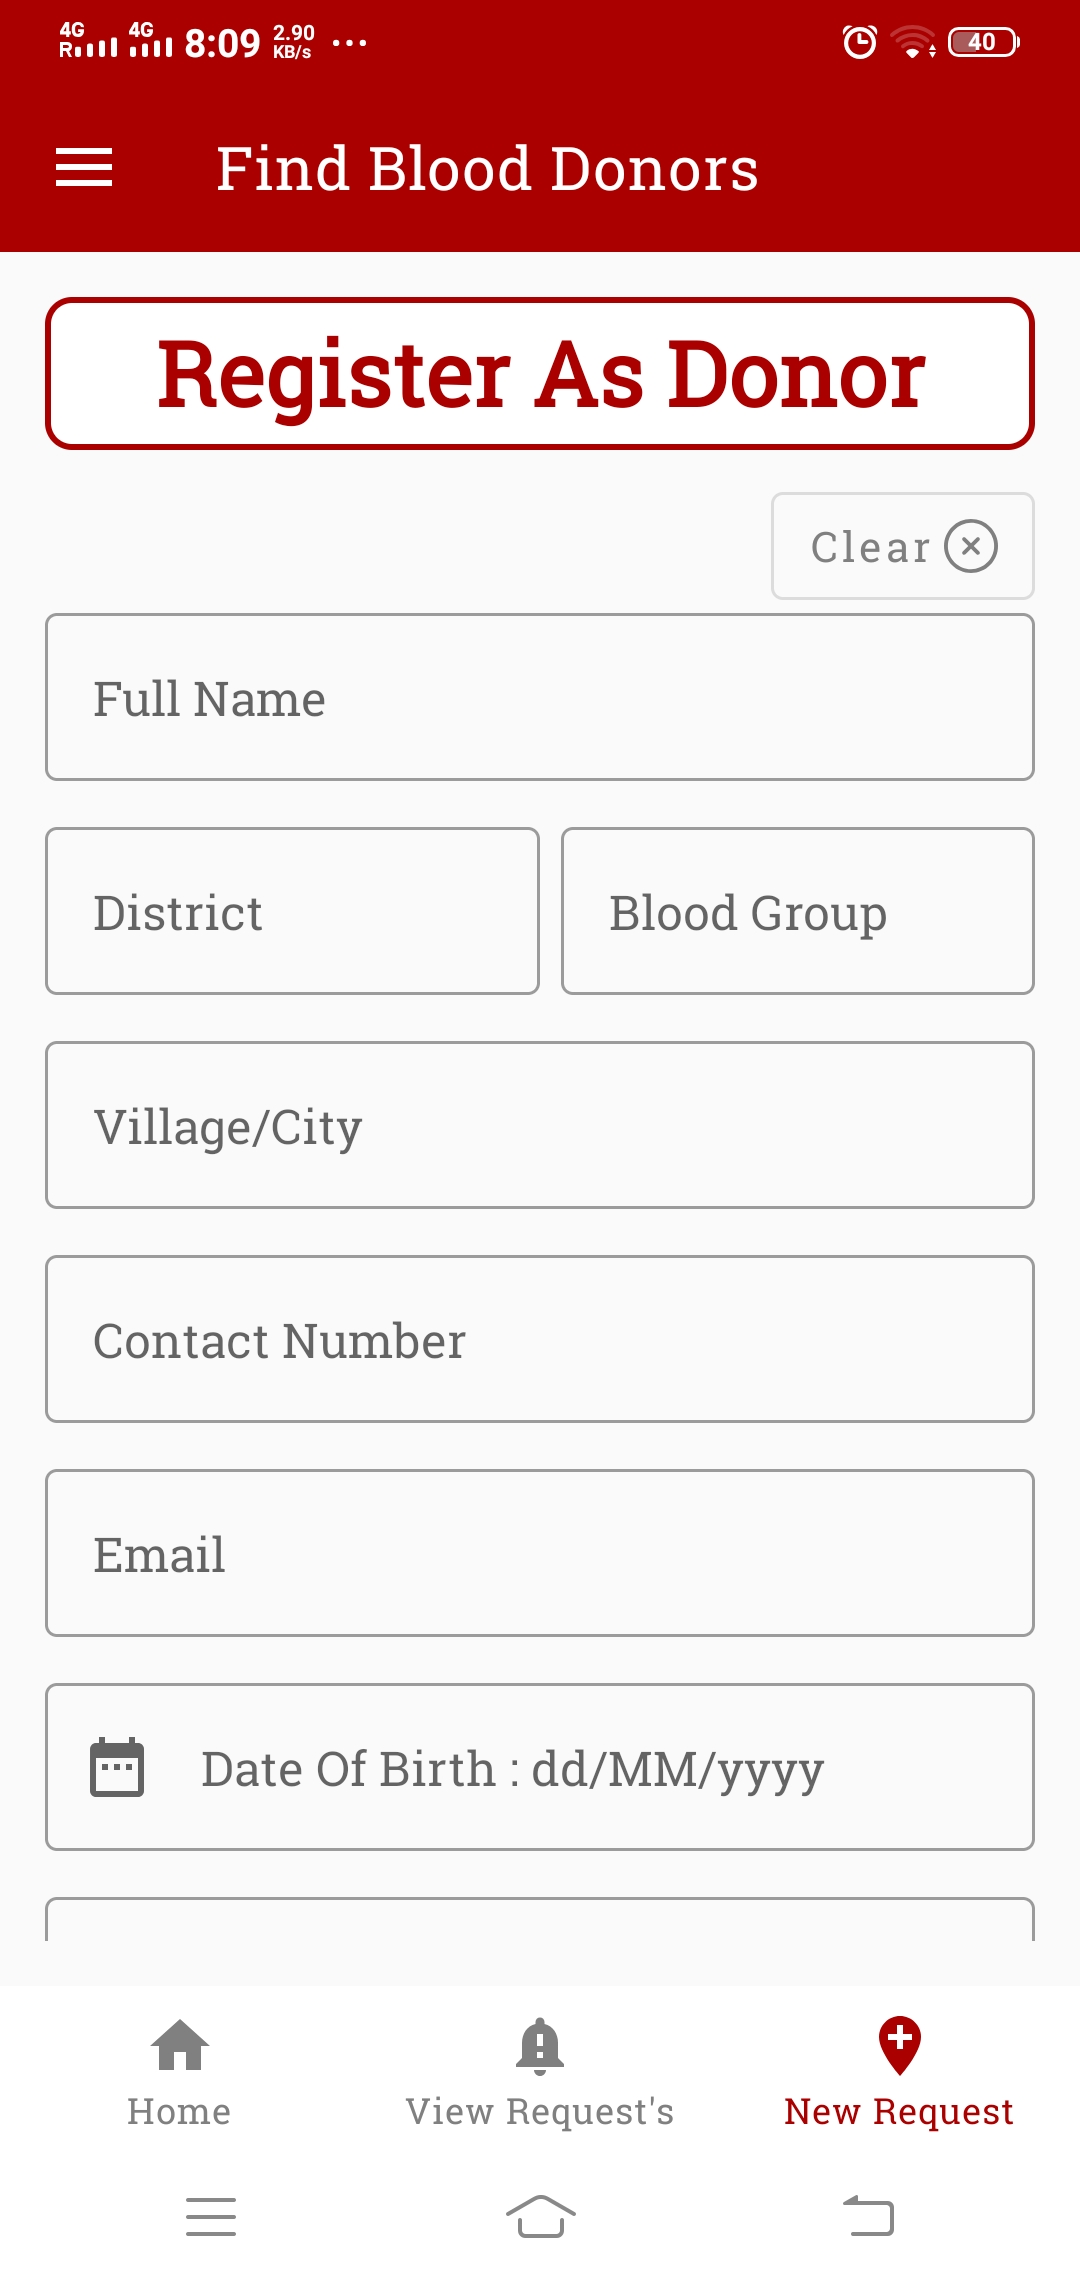 4G 4G 8:09 2.90
R KB/s ... 40
Find Blood Donors
Register As Donor
Clear
Full Name
District Blood Group
Village/City
Contact Number
Email
Date Of Birth : dd/MM/yyyy
Home View Request's New Request